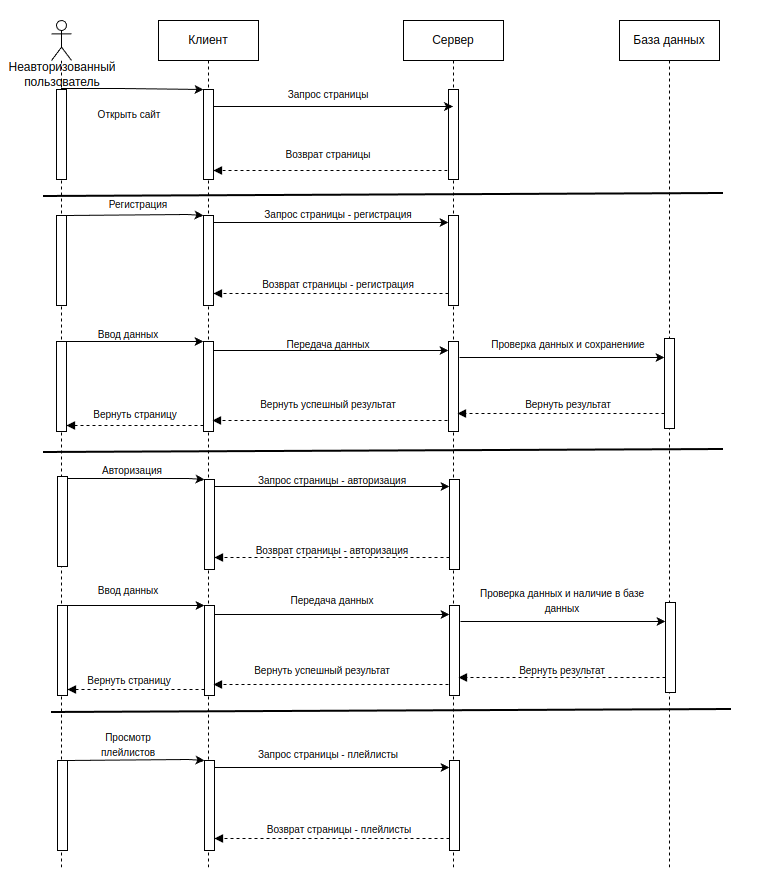 Клиент
Сервер
База данных
Неавторизованный
пользователь
Запрос страницы
Открыть сайт
Возврат страницы
Регистрация
Запрос страницы - регистрация
Возврат страницы - регистрация
Ввод данных
Передача данных
Проверка данных и сохранениие
Вернуть страницу
Вернуть успешный результат
Вернуть результат
Авторизация
Запрос страницы - авторизация
Возврат страницы - авторизация
Ввод данных
Передача данных
Проверка данных и наличие в базе
данных
Вернуть страницу
Вернуть успешный результат
Вернуть результат
Просмотр
плейлистов
Запрос страницы - плейлисты
Возврат страницы - плейлисты